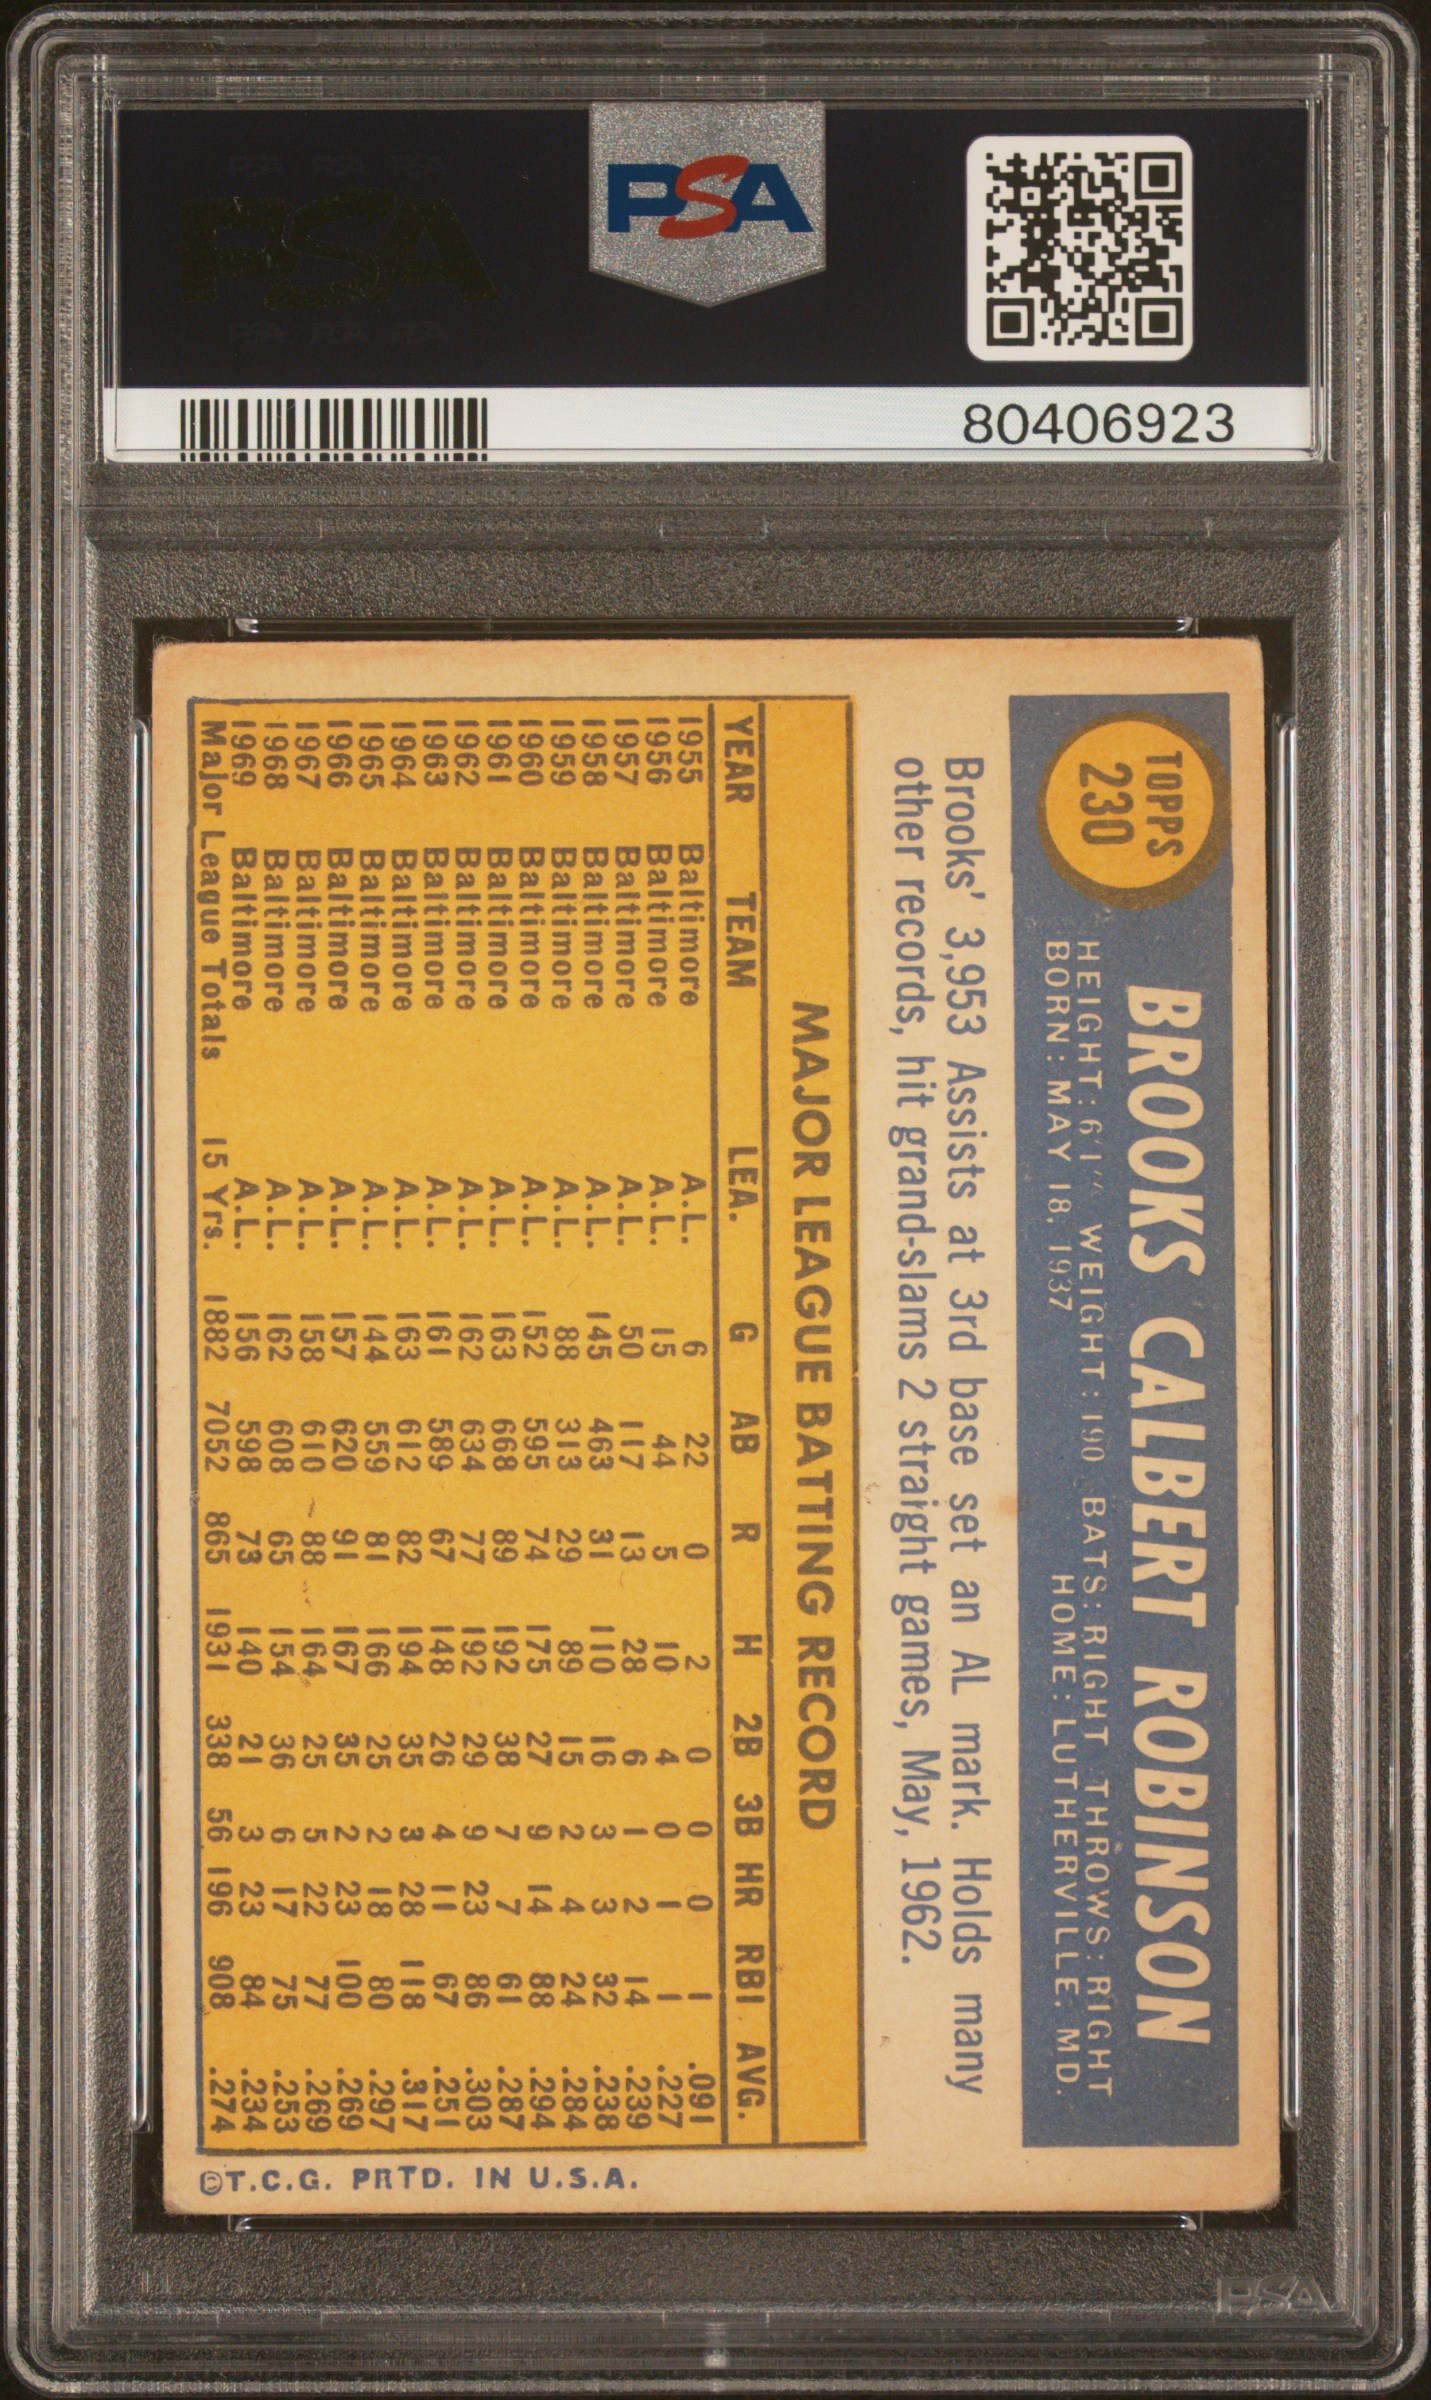 PSA PSA PSA
PSA
PSA PSA PSA
PSA
80406923
TOPPS
230
BROOKS CALBERT ROBINSON
HEIGHT: 6'1" WEIGHT: 190 BATS: RIGHT THROWS: RIGHT
BORN: MAY 18, 1937 HOME: LUTHERVILLE, MD.
Brooks' 3,953 Assists at 3rd base set an AL mark. Holds many
other records, hit grand-slams 2 straight games, May, 1962.
MAJOR LEAGUE BATTING RECORD
YEAR TEAM LEA. G AB R H 2B 3B HR RBI AVG.
1955 Baltimore A.L. 6 22 0 2 0 0 0 1 .091
1956 Baltimore A.L. 15 44 5 10 4 0 1 1 .227
1957 Baltimore A.L. 50 117 13 28 6 1 2 14 .239
1958 Baltimore A.L. 145 463 31 110 16 3 3 32 .238
1959 Baltimore A.L. 88 313 29 89 15 2 4 24 .284
1960 Baltimore A.L. 152 595 74 175 27 9 14 88 .294
1961 Baltimore A.L. 163 668 89 192 38 7 7 61 .287
1962 Baltimore A.L. 162 634 77 192 29 9 23 86 .303
1963 Baltimore A.L. 161 589 67 148 26 4 11 67 .251
1964 Baltimore A.L. 163 612 82 194 35 3 28 118 .317
1965 Baltimore A.L. 144 559 81 166 25 2 18 80 .297
1966 Baltimore A.L. 157 620 91 167 35 2 23 100 .269
1967 Baltimore A.L. 158 610 88 164 25 5 22 77 .269
1968 Baltimore A.L. 162 608 65 154 36 6 17 75 .253
1969 Baltimore A.L. 156 598 73 140 21 3 23 84 .234
Major League Totals 15 Yrs. 1882 7052 865 1931 338 56 196 908 .274
©T.C.G. PRTD. IN U.S.A.
PSA